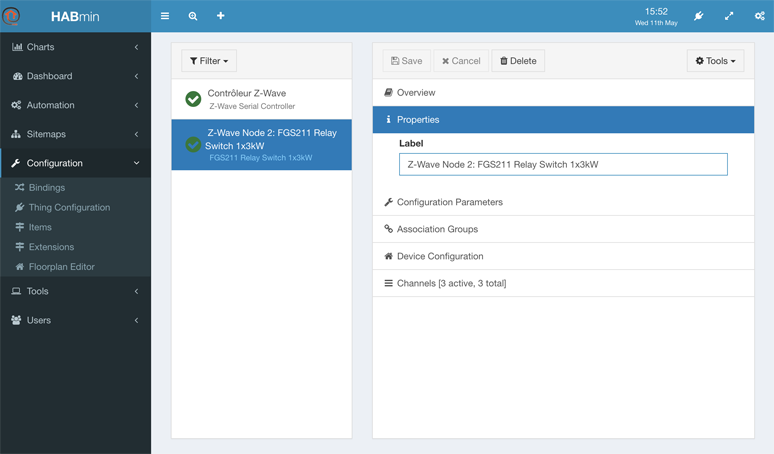 HABmin
15:52
Wed 11th May
Charts
Dashboard
Automation
Sitemaps
Configuration
Bindings
Thing Configuration
Items
Extensions
Floorplan Editor
Tools
Users
Filter
Contrôleur Z-Wave
Z-Wave Serial Controller
Z-Wave Node 2: FGS211 Relay
Switch 1x3kW
FGS211 Relay Switch 1x3kW
Save
Cancel
Delete
Tools
Overview
Properties
Label
Z-Wave Node 2: FGS211 Relay Switch 1x3kW
Configuration Parameters
Association Groups
Device Configuration
Channels [3 active, 3 total]